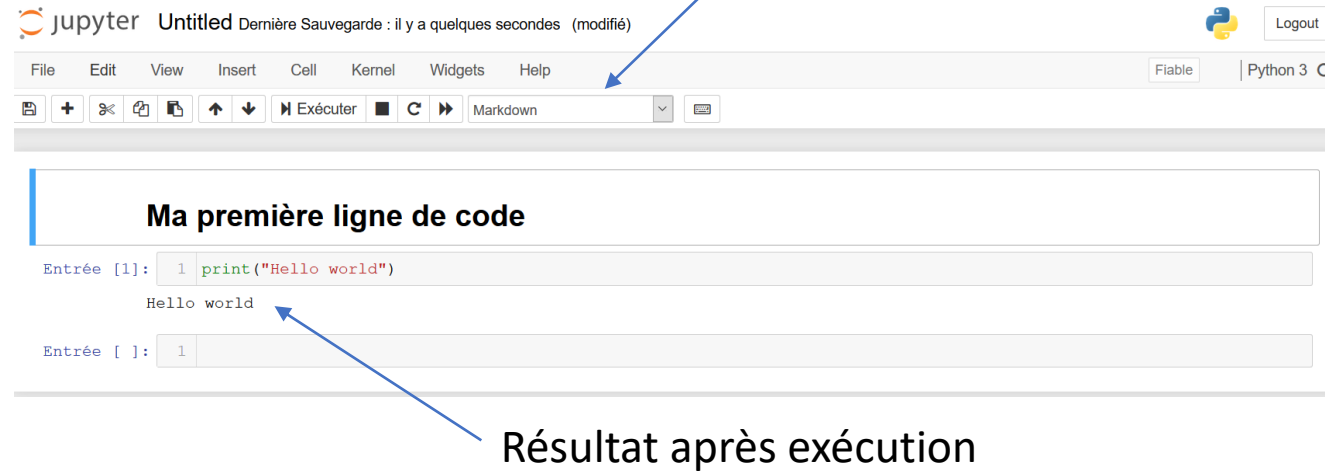 jupyter Untitled Dernière Sauvegarde : il y a quelques secondes (modifié) Logout
File Edit View Insert Cell Kernel Widgets Help Fiable Python 3
Exécuter Markdown
Ma première ligne de code
Entrée [1]: 1 print("Hello world")
Hello world
Entrée [ ]: 1
Résultat après exécution